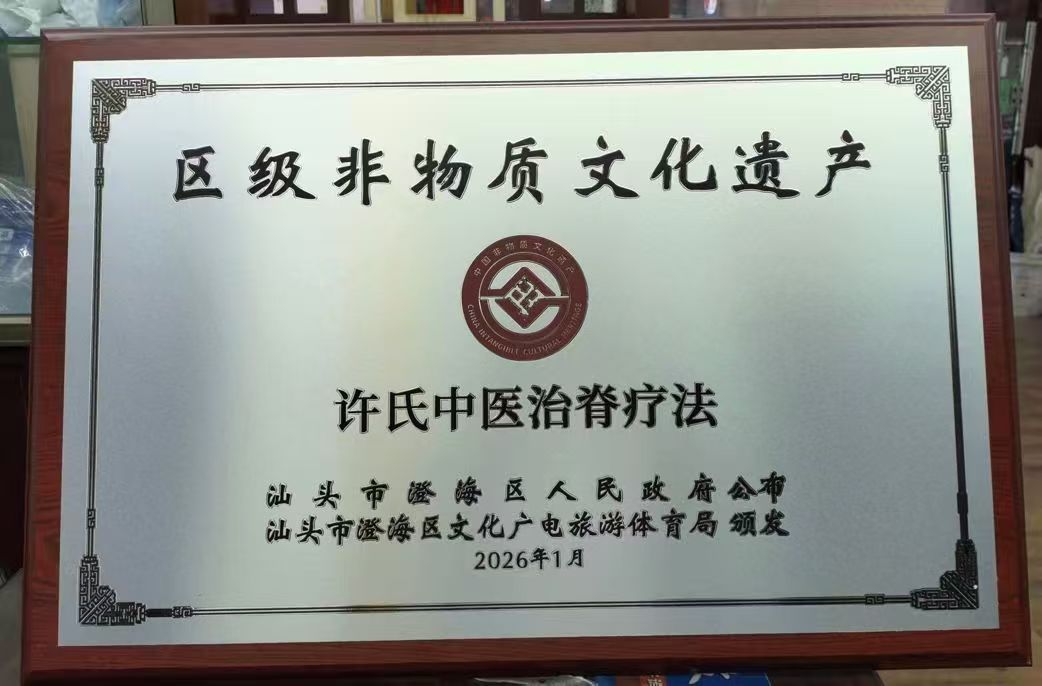 区级非物质文化遗产
中国非物质文化遗产
CHINA INTANGIBLE CULTURAL HERITAGE
许氏中医治脊疗法
汕头市澄海区人民政府公布
汕头市澄海区文化广电旅游体育局 颁发
2026年1月